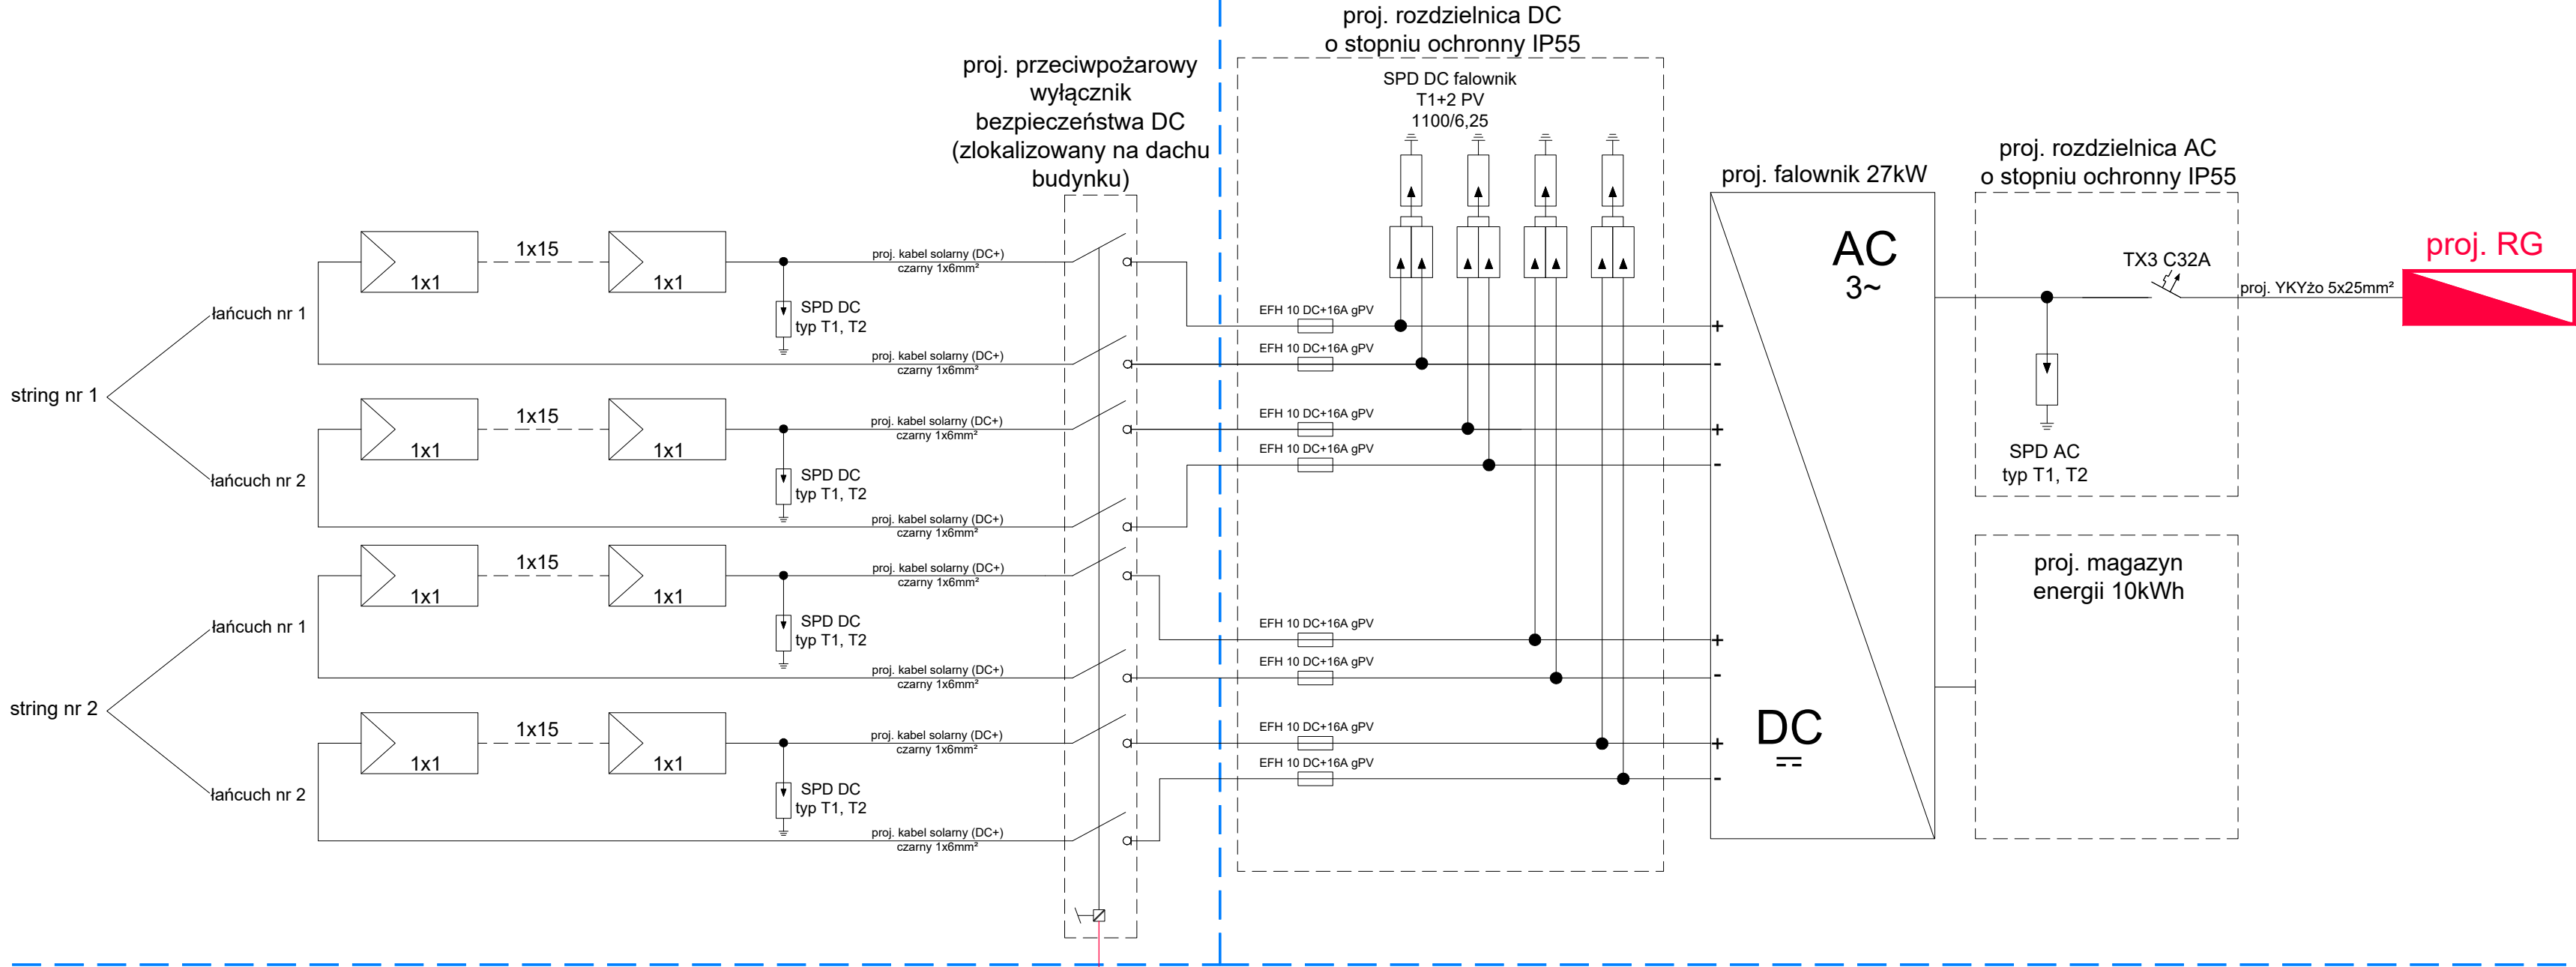 proj. rozdzielnica DC
o stopniu ochronny IP55
proj. przeciwpożarowy
wyłącznik
bezpieczeństwa DC
(zlokalizowany na dachu
budynku)
SPD DC falownik
T1+2 PV
1100/6,25
proj. falownik 27kW
proj. rozdzielnica AC
o stopniu ochronny IP55
proj. RG
string nr 1
łańcuch nr 1
1x1
1x15
1x1
SPD DC
typ T1, T2
proj. kabel solarny (DC+)
czarny 1x6mm²
proj. kabel solarny (DC+)
czarny 1x6mm²
łańcuch nr 2
1x1
1x15
1x1
SPD DC
typ T1, T2
proj. kabel solarny (DC+)
czarny 1x6mm²
proj. kabel solarny (DC+)
czarny 1x6mm²
string nr 2
łańcuch nr 1
1x1
1x15
1x1
SPD DC
typ T1, T2
proj. kabel solarny (DC+)
czarny 1x6mm²
proj. kabel solarny (DC+)
czarny 1x6mm²
łańcuch nr 2
1x1
1x15
1x1
SPD DC
typ T1, T2
proj. kabel solarny (DC+)
czarny 1x6mm²
proj. kabel solarny (DC+)
czarny 1x6mm²
EFH 10 DC+16A gPV
+
EFH 10 DC+16A gPV
-
EFH 10 DC+16A gPV
+
EFH 10 DC+16A gPV
-
EFH 10 DC+16A gPV
+
EFH 10 DC+16A gPV
-
EFH 10 DC+16A gPV
+
EFH 10 DC+16A gPV
-
AC
3~
DC
TX3 C32A
proj. YKYżo 5x25mm²
SPD AC
typ T1, T2
proj. magazyn
energii 10kWh